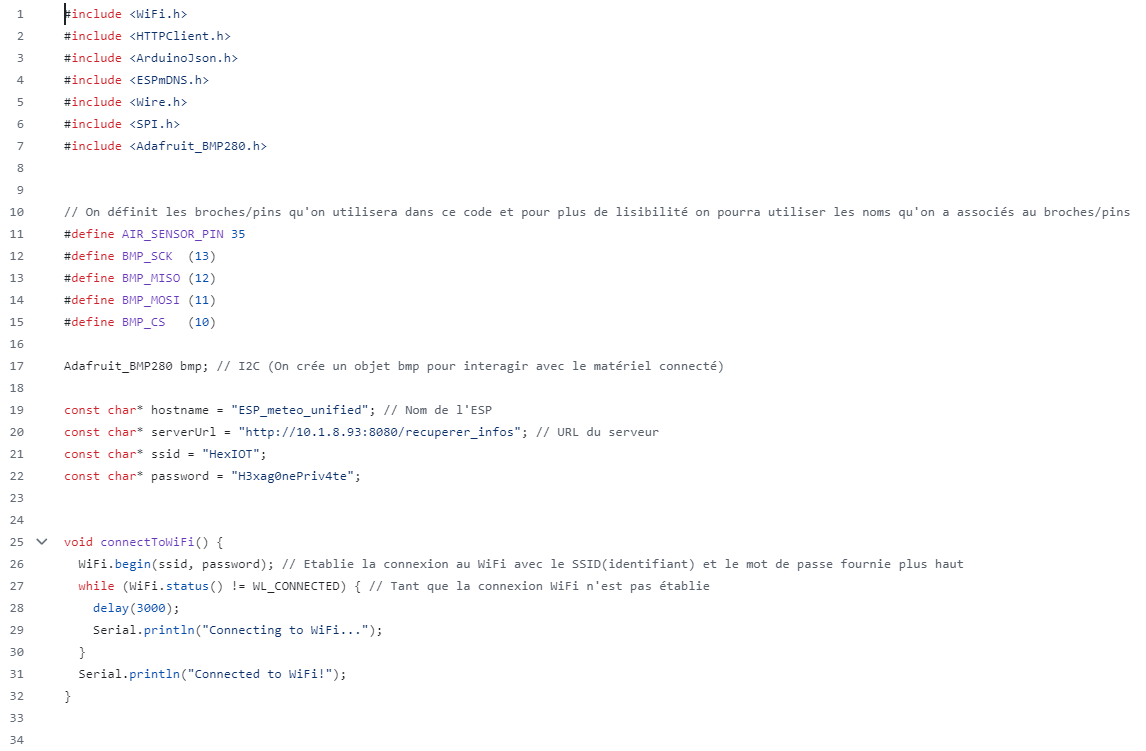 1 #include <WiFi.h>
2 #include <HTTPClient.h>
3 #include <ArduinoJson.h>
4 #include <ESPmDNS.h>
5 #include <Wire.h>
6 #include <SPI.h>
7 #include <Adafruit_BMP280.h>
8
9
10 // On définit les broches/pins qu'on utilisera dans ce code et pour plus de lisibilité on pourra utiliser les noms qu'on a associés au broches/pins
11 #define AIR_SENSOR_PIN 35
12 #define BMP_SCK  (13)
13 #define BMP_MISO (12)
14 #define BMP_MOSI (11)
15 #define BMP_CS   (10)
16
17 Adafruit_BMP280 bmp; // I2C (On crée un objet bmp pour interagir avec le matériel connecté)
18
19 const char* hostname = "ESP_meteo_unified"; // Nom de l'ESP
20 const char* serverUrl = "http://10.1.8.93:8080/recuperer_infos"; // URL du serveur
21 const char* ssid = "HexIOT";
22 const char* password = "H3xag0nePriv4te";
23
24
25 void connectToWiFi() {
26   WiFi.begin(ssid, password); // Etablie la connexion au WiFi avec le SSID(identifiant) et le mot de passe fournie plus haut
27   while (WiFi.status() != WL_CONNECTED) { // Tant que la connexion WiFi n'est pas établie
28     delay(3000);
29     Serial.println("Connecting to WiFi...");
30   }
31   Serial.println("Connected to WiFi!");
32 }
33
34